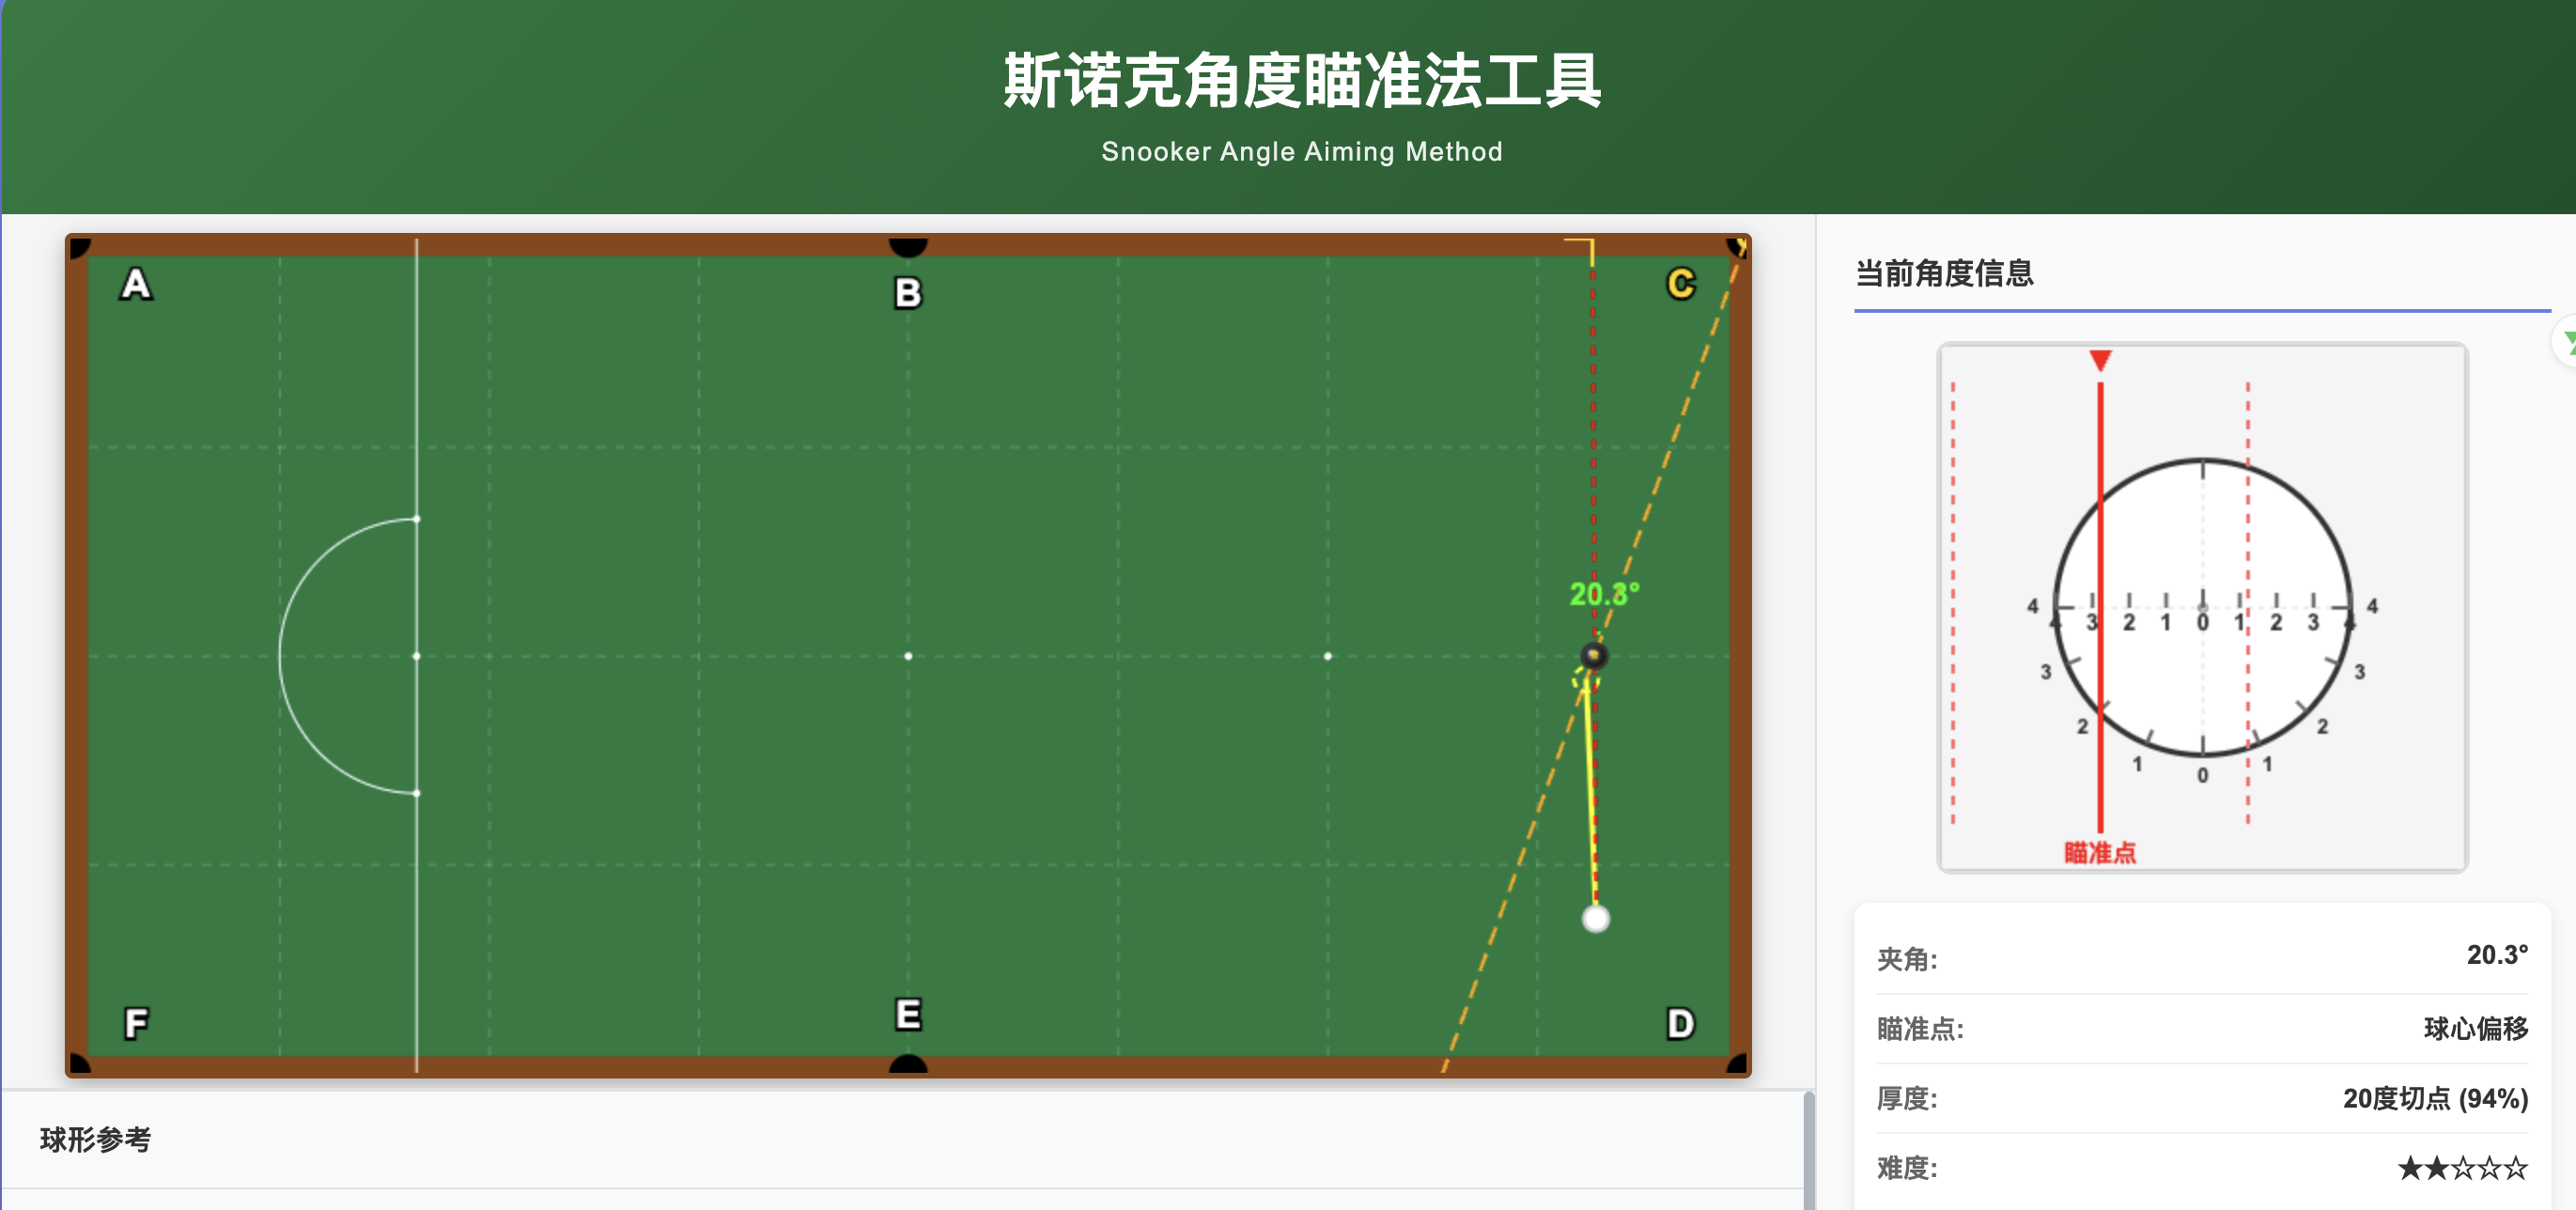 斯诺克角度瞄准法工具
Snooker Angle Aiming Method
A
B
C
20.3°
F
E
D
球形参考
当前角度信息
4 4 3 2 1 0 1 2 3 4 4
3 3
2 2
1 0 1
瞄准点
夹角: 20.3°
瞄准点: 球心偏移
厚度: 20度切点 (94%)
难度: ★★☆☆☆